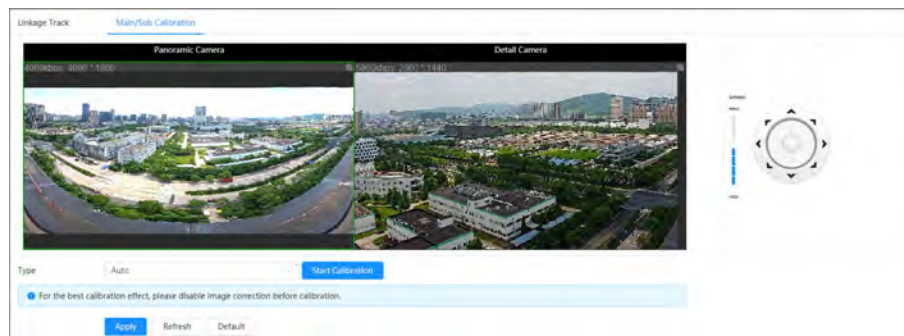 Linkage Track Main/Sub Calibration
Panoramic Camera Detail Camera
Type Auto Start Calibration
For the best calibration effect, please disable image correction before calibration.
Apply Refresh Default